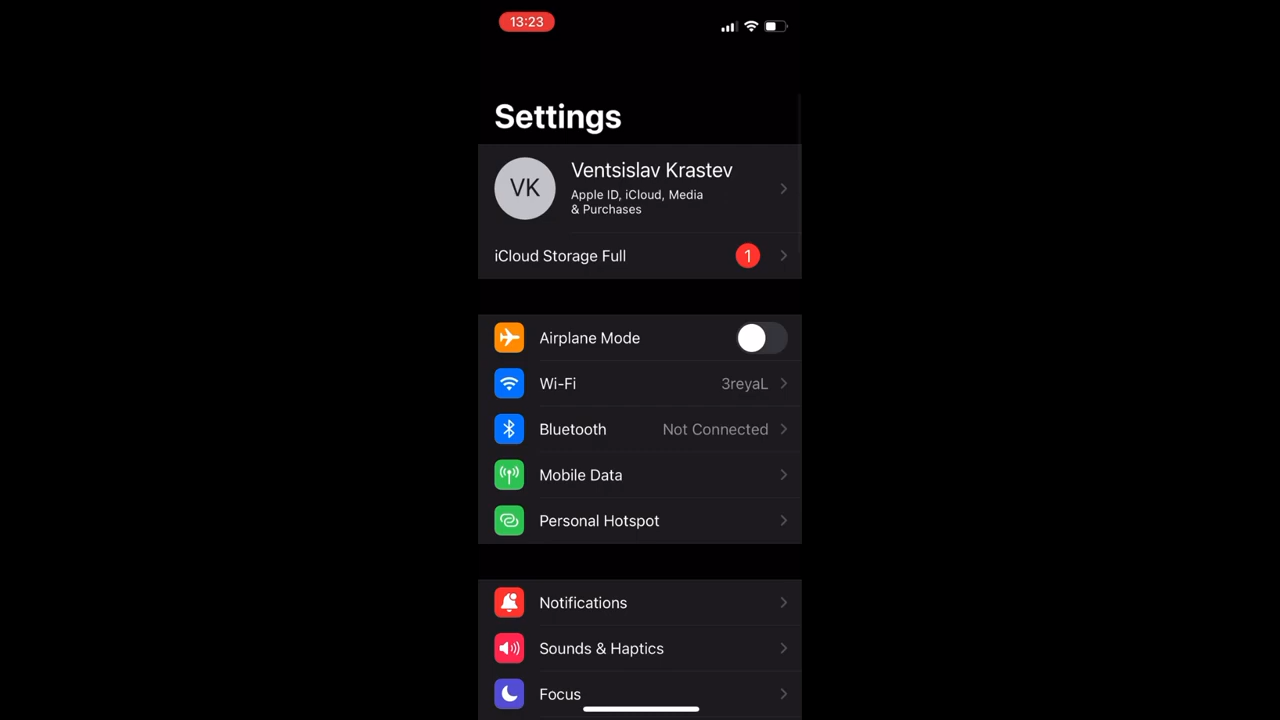 13:23
Settings
VK
Ventsislav Krastev
Apple ID, iCloud, Media
& Purchases
iCloud Storage Full
1
Airplane Mode
Wi-Fi
3reyaL
Bluetooth
Not Connected
Mobile Data
Personal Hotspot
Notifications
Sounds & Haptics
Focus